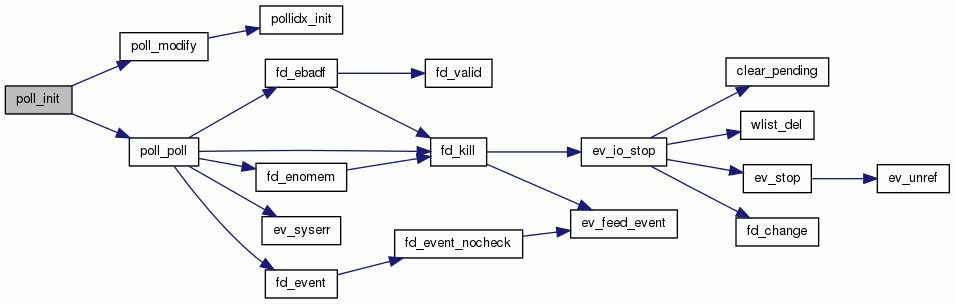 poll_init
poll_modify
pollidx_init
poll_poll
fd_ebadf
fd_valid
fd_kill
fd_enomem
ev_syserr
fd_event
fd_event_nocheck
ev_feed_event
ev_io_stop
clear_pending
wlist_del
ev_stop
ev_unref
fd_change